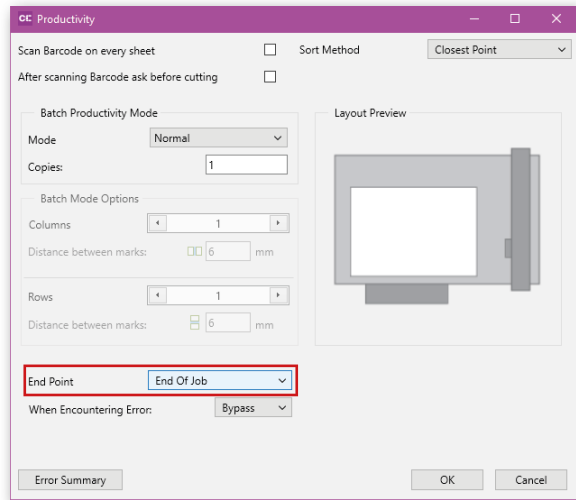 CC Productivity
Scan Barcode on every sheet
Sort Method Closest Point
After scanning Barcode ask before cutting
Batch Productivity Mode
Mode Normal
Copies: 1
Layout Preview
Batch Mode Options
Columns 1
Distance between marks: 6 mm
Rows 1
Distance between marks: 6 mm
End Point End Of Job
When Encountering Error: Bypass
Error Summary OK Cancel